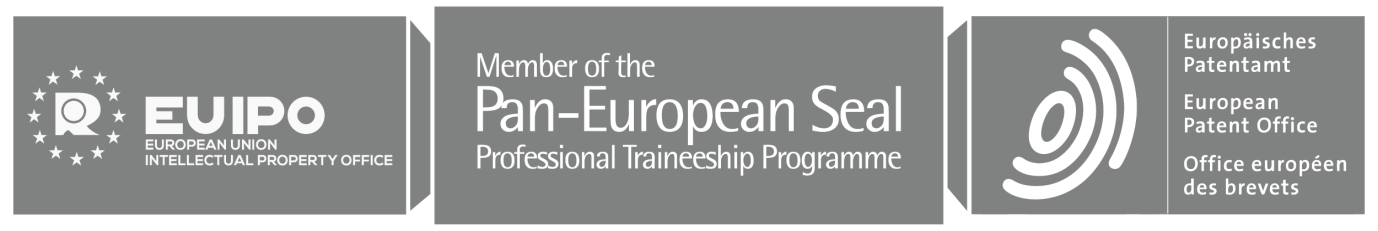 EUIPO
EUROPEAN UNION
INTELLECTUAL PROPERTY OFFICE
Member of the
Pan-European Seal
Professional Traineeship Programme
Europäisches
Patentamt
European
Patent Office
Office européen
des brevets